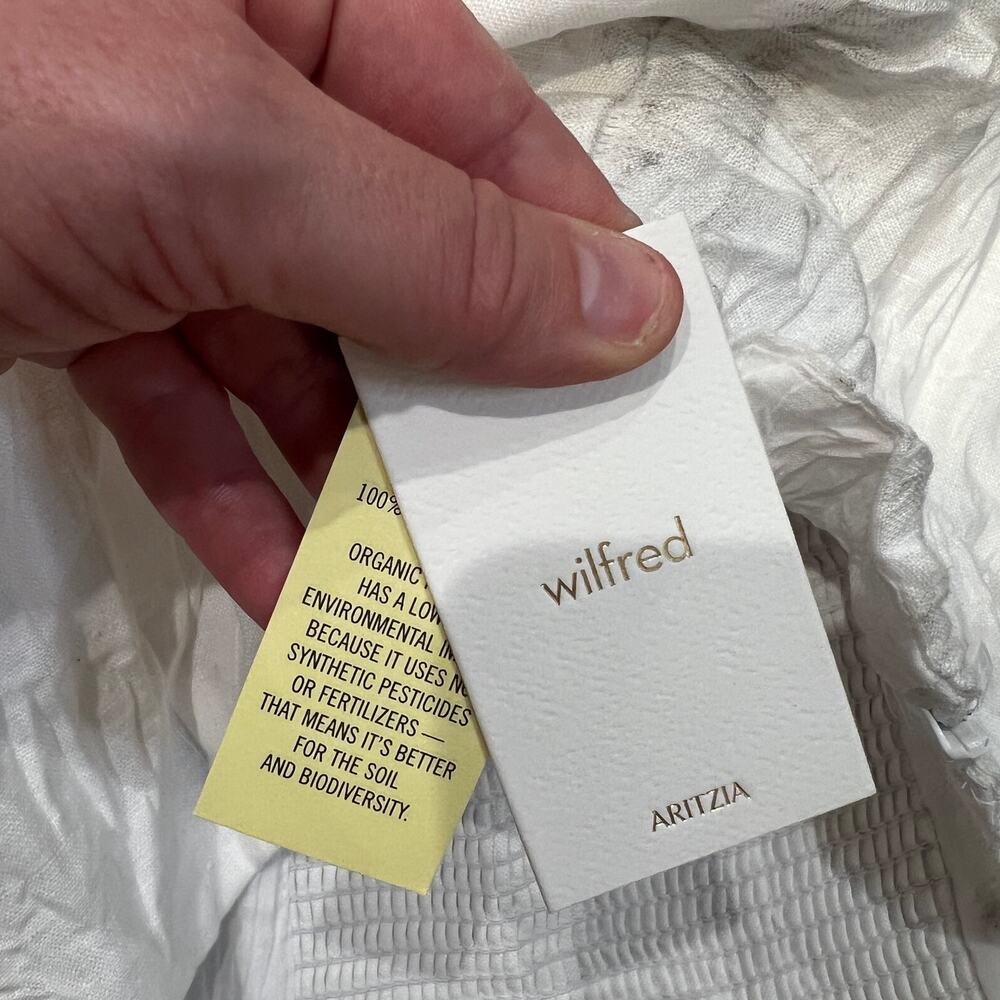 100%
ORGANIC
HAS A LOW
ENVIRONMENTAL
BECAUSE IT USES
SYNTHETIC PESTICIDES
OR FERTILIZERS —
THAT MEANS IT'S BETTER
FOR THE SOIL
AND BIODIVERSITY.
wilfred
ARITZIA